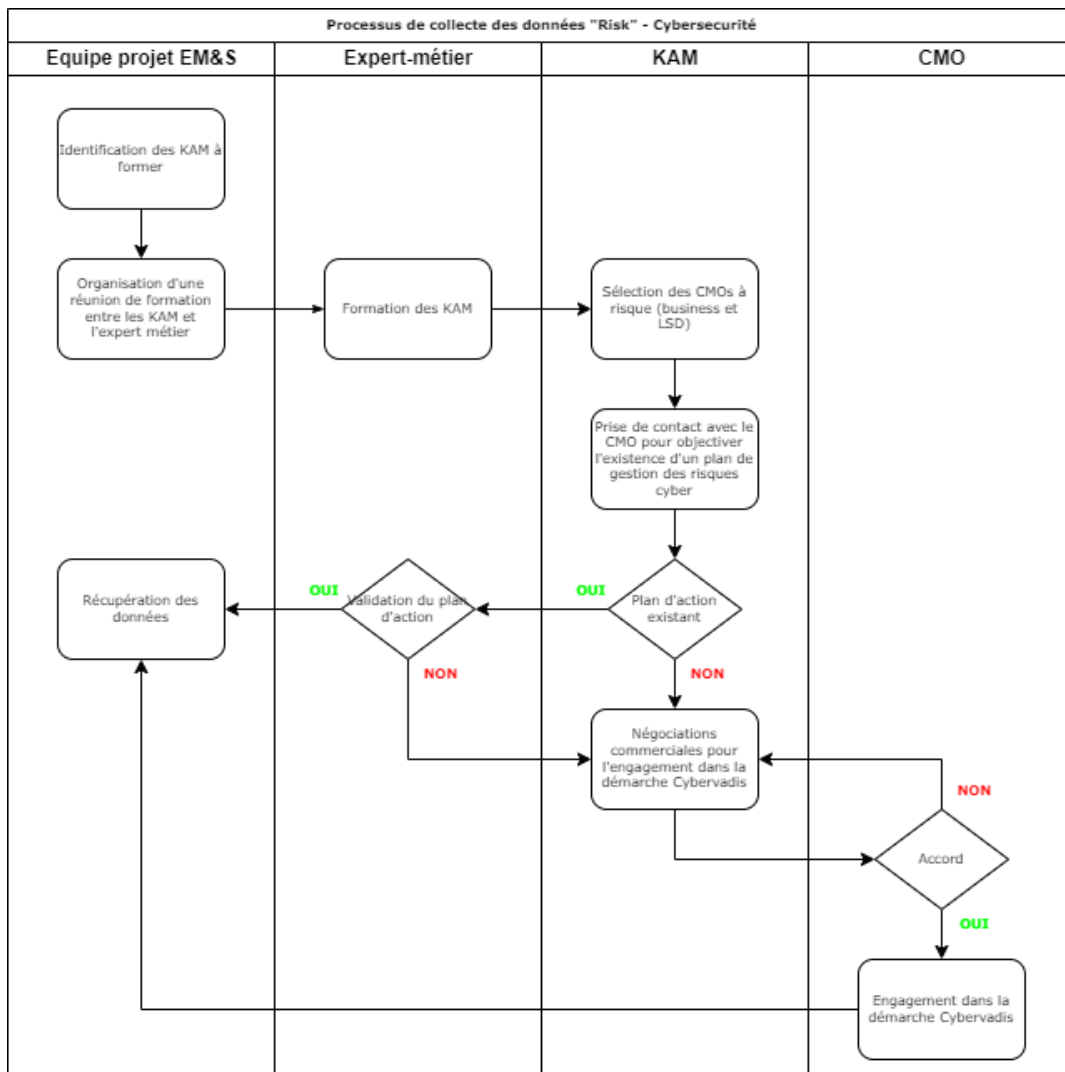 Processus de collecte des données "Risk" - Cybersecurité
Equipe projet EM&S
Expert-métier
KAM
CMO
Identification des KAM à
former
Organisation d'une
réunion de formation
entre les KAM et
l'expert métier
Formation des KAM
Sélection des CMOs à
risque (business et
LSD)
Prise de contact avec le
CMO pour objectiver
l'existence d'un plan de
gestion des risques
cyber
Récupération des
données
OUI
Validation du plan
d'action
OUI
Plan d'action
existant
NON
NON
Négociations
commerciales pour
l'engagement dans la
démarche Cybervadis
NON
Accord
OUI
Engagement dans la
démarche Cybervadis